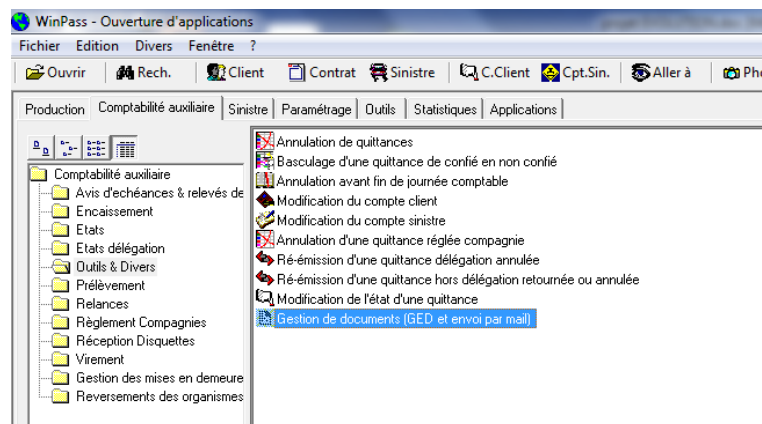 WinPass - Ouverture d'applications
Fichier Edition Divers Fenêtre ?
Ouvrir Rech. Client Contrat Sinistre C.Client Cpt.Sin. Aller à Pho
Production Comptabilité auxiliaire Sinistre Paramétrage Outils Statistiques Applications
Comptabilité auxiliaire
Avis d'echéances & relevés de
Encaissement
Etats
Etats délégation
Outils & Divers
Prélèvement
Relances
Règlement Compagnies
Réception Disquettes
Virement
Gestion des mises en demeure
Reversements des organismes
Annulation de quittances
Basculage d'une quittance de confié en non confié
Annulation avant fin de journée comptable
Modification du compte client
Modification du compte sinistre
Annulation d'une quittance réglée compagnie
Ré-émission d'une quittance délégation annulée
Ré-émission d'une quittance hors délégation retournée ou annulée
Modification de l'état d'une quittance
Gestion de documents (GED et envoi par mail)